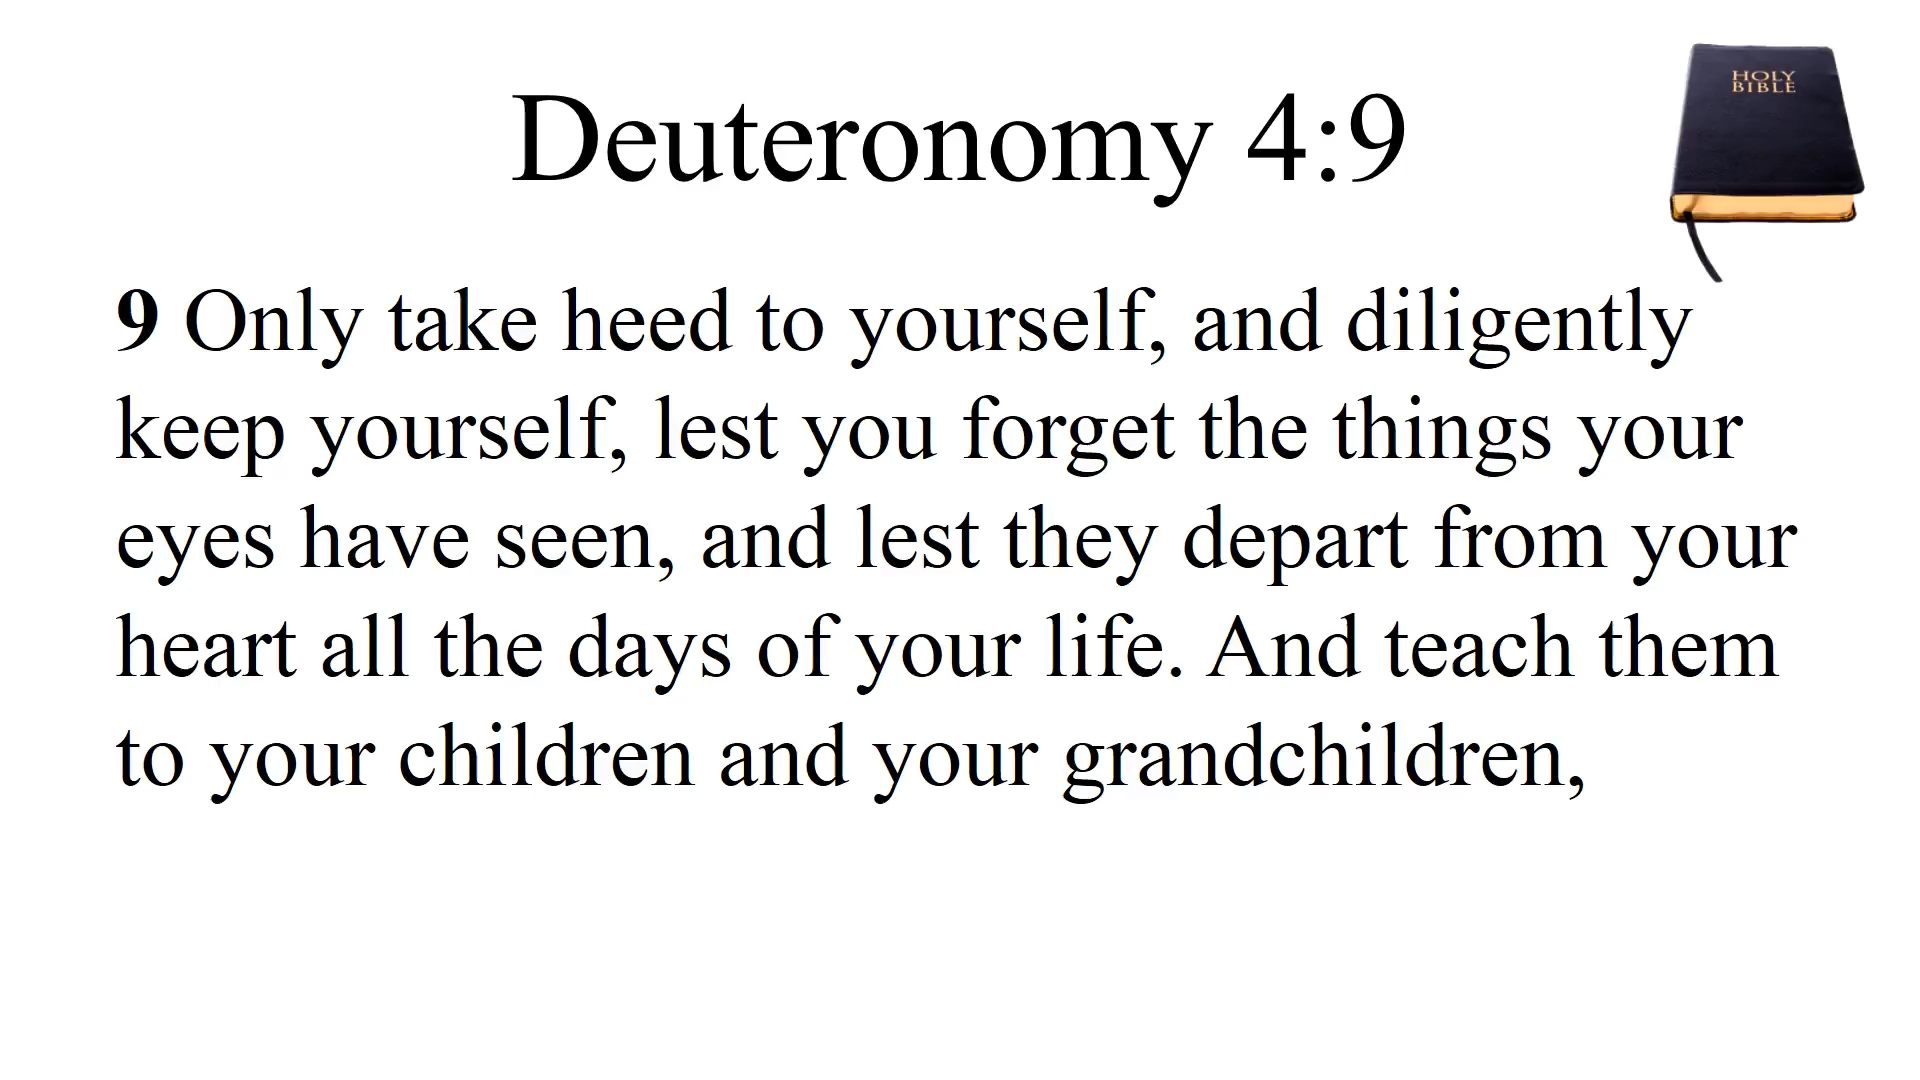 Deuteronomy 4:9
HOLY
BIBLE
9 Only take heed to yourself, and diligently
keep yourself, lest you forget the things your
eyes have seen, and lest they depart from your
heart all the days of your life. And teach them
to your children and your grandchildren,